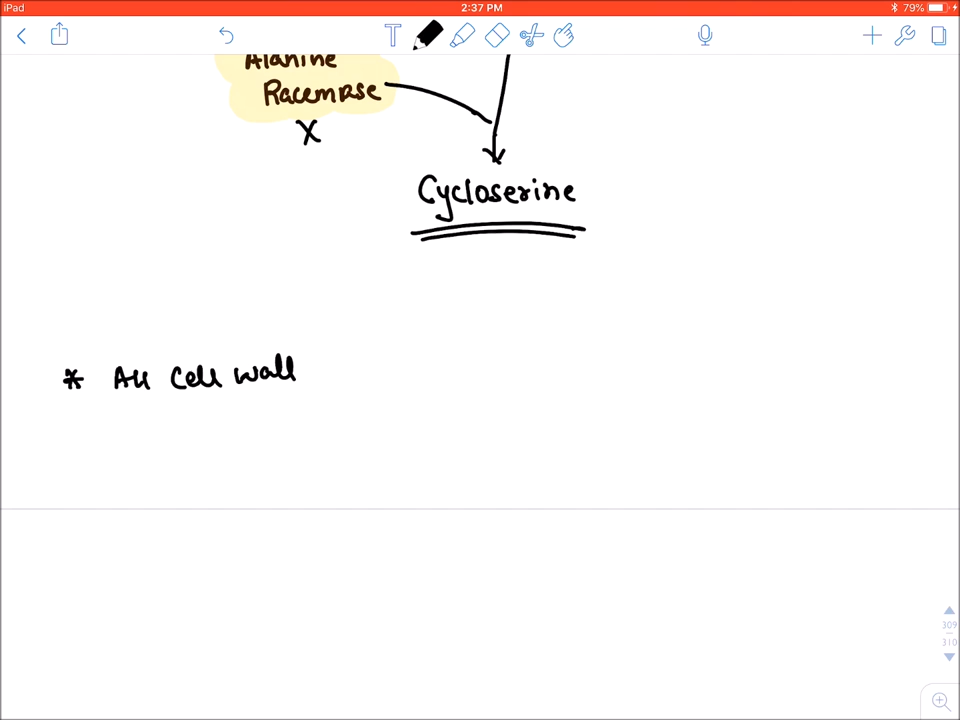 iPad 2:37 PM 79%
T
Alanine
Racemase
X
Cycloserine
* All Cell wall
309
310